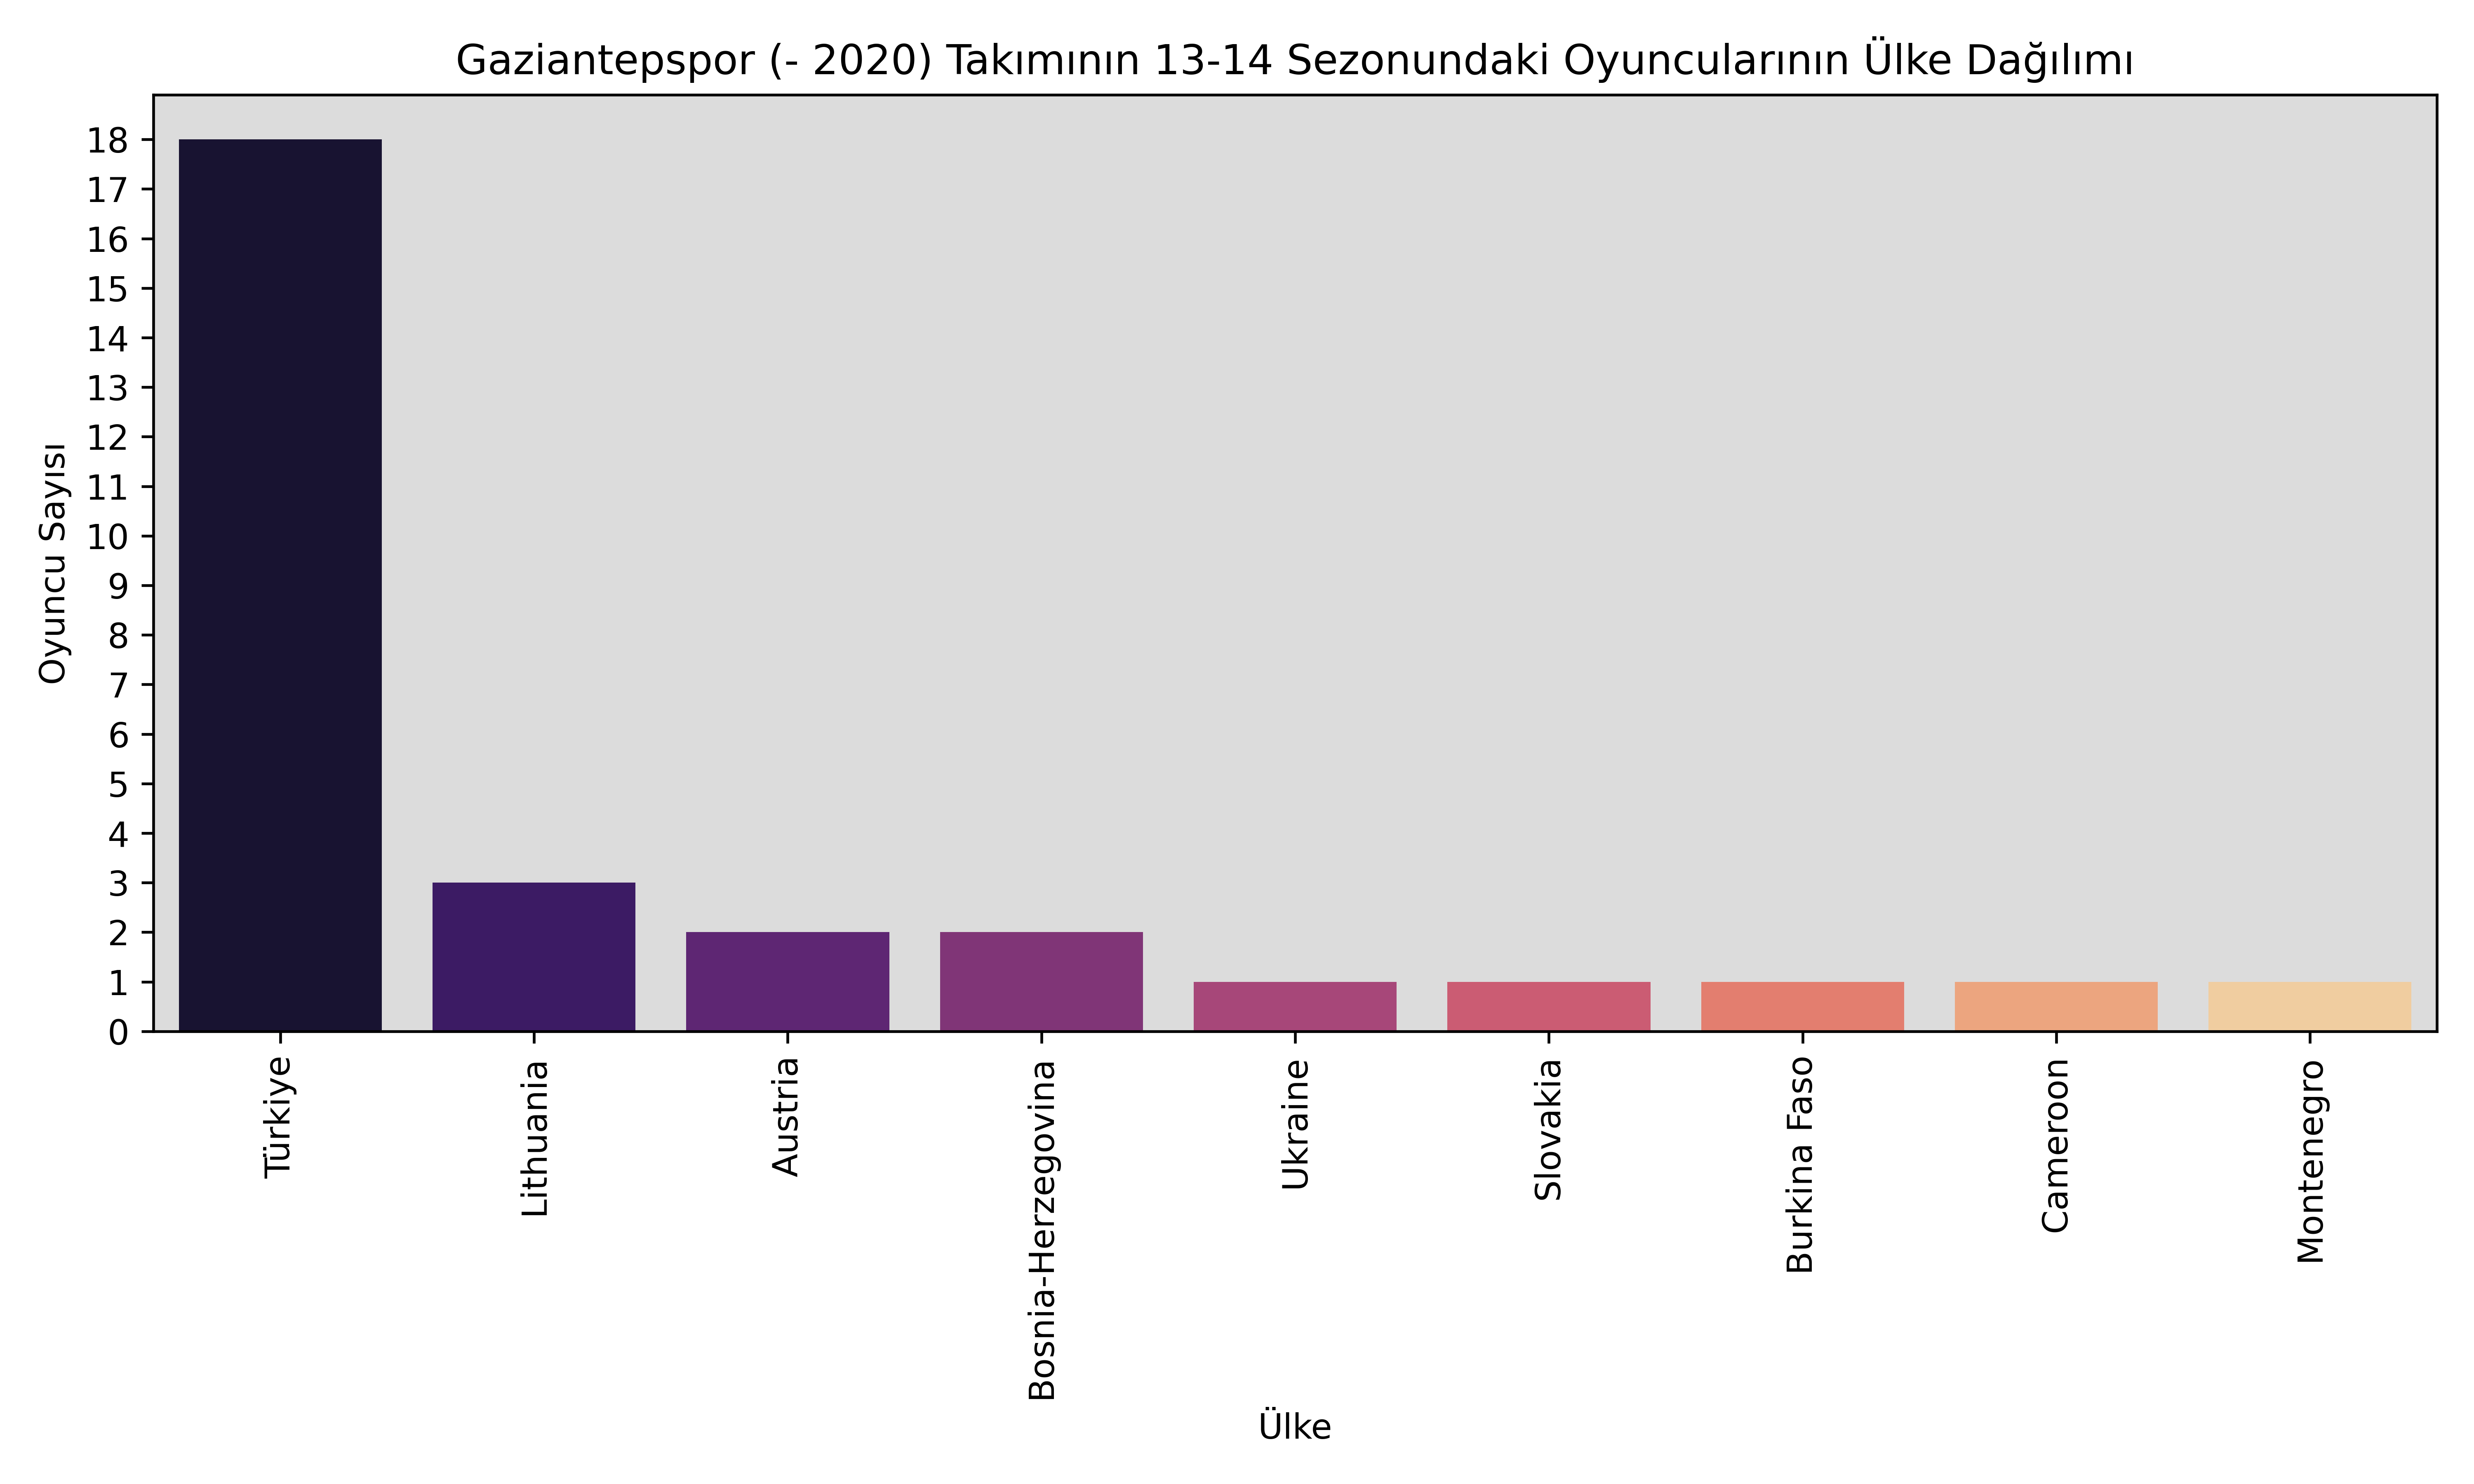 Gaziantepspor (- 2020) Takımının 13-14 Sezonundaki Oyuncularının Ülke Dağılımı
Oyuncu Sayısı
18
17
16
15
14
13
12
11
10
9
8
7
6
5
4
3
2
1
0
Türkiye
Lithuania
Austria
Bosnia-Herzegovina
Ukraine
Slovakia
Burkina Faso
Cameroon
Montenegro
Ülke